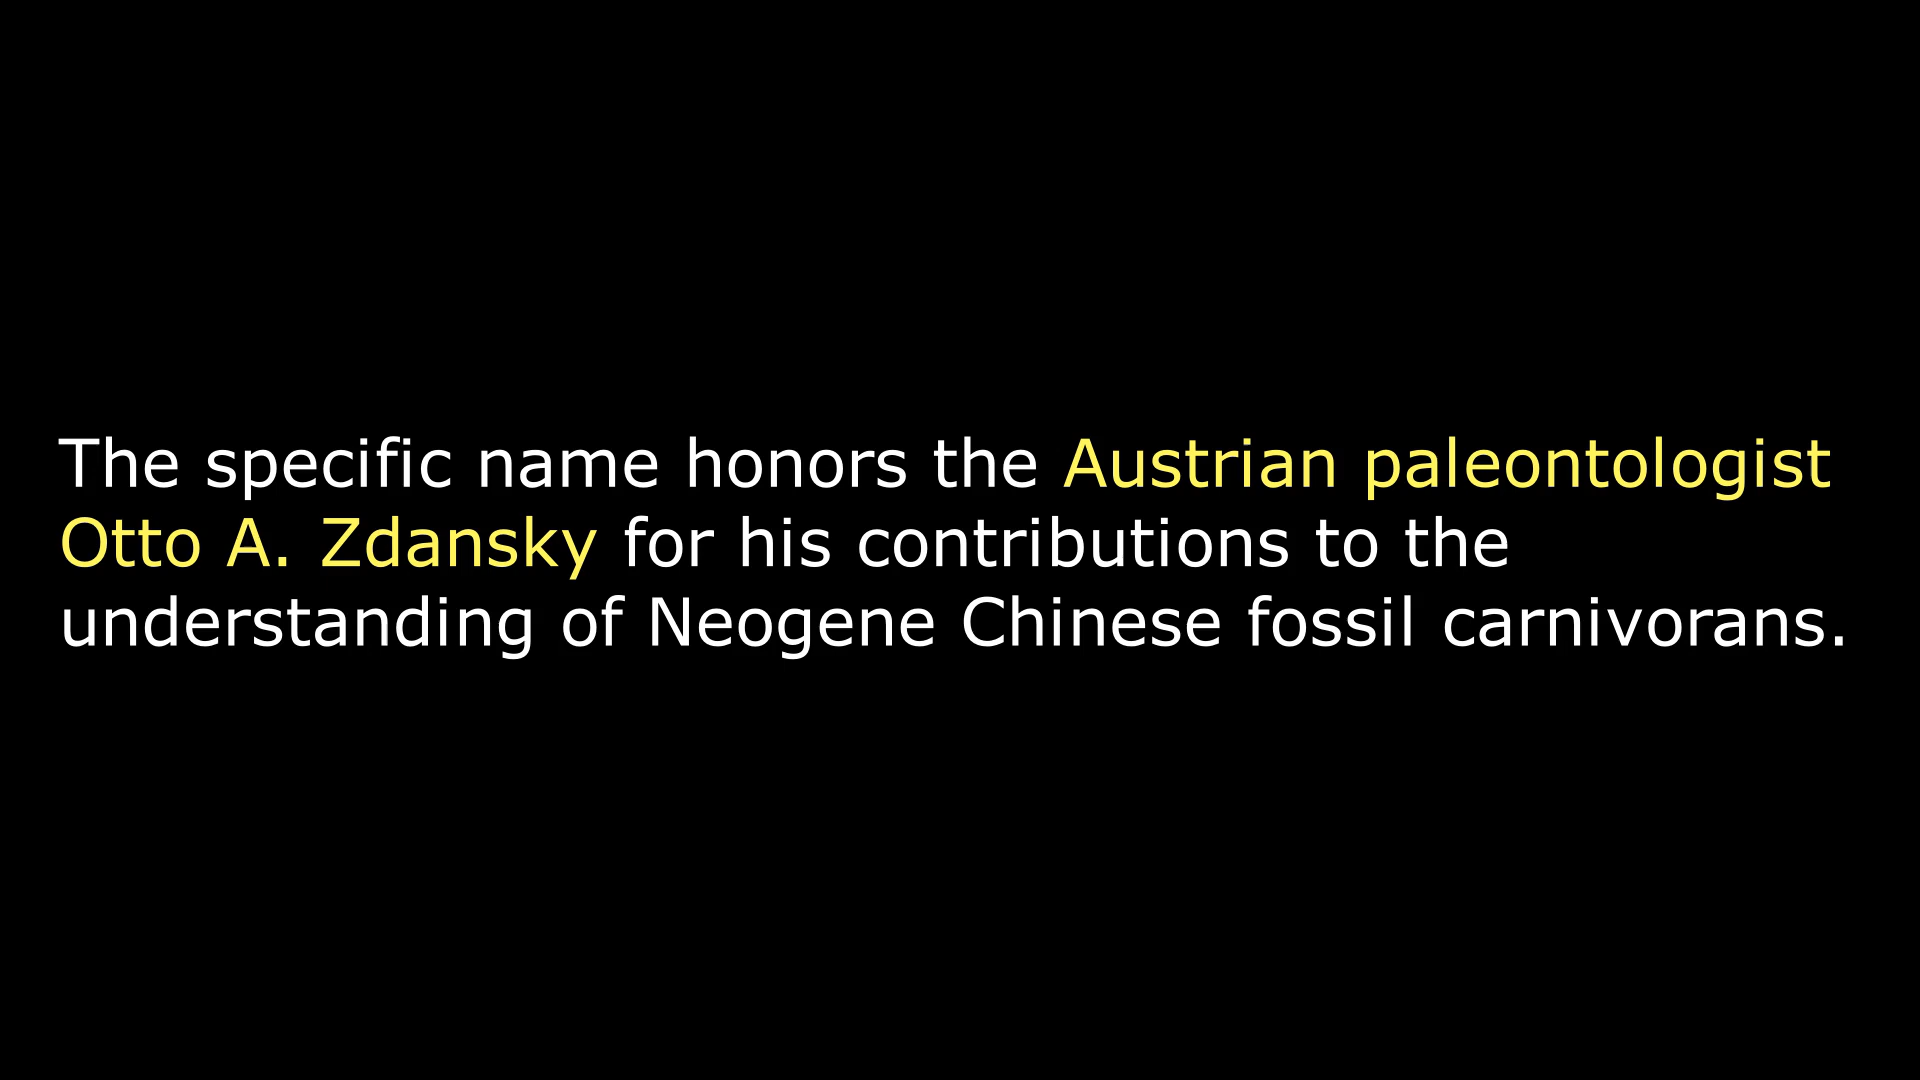 The specific name honors the Austrian paleontologist
Otto A. Zdansky for his contributions to the
understanding of Neogene Chinese fossil carnivorans.